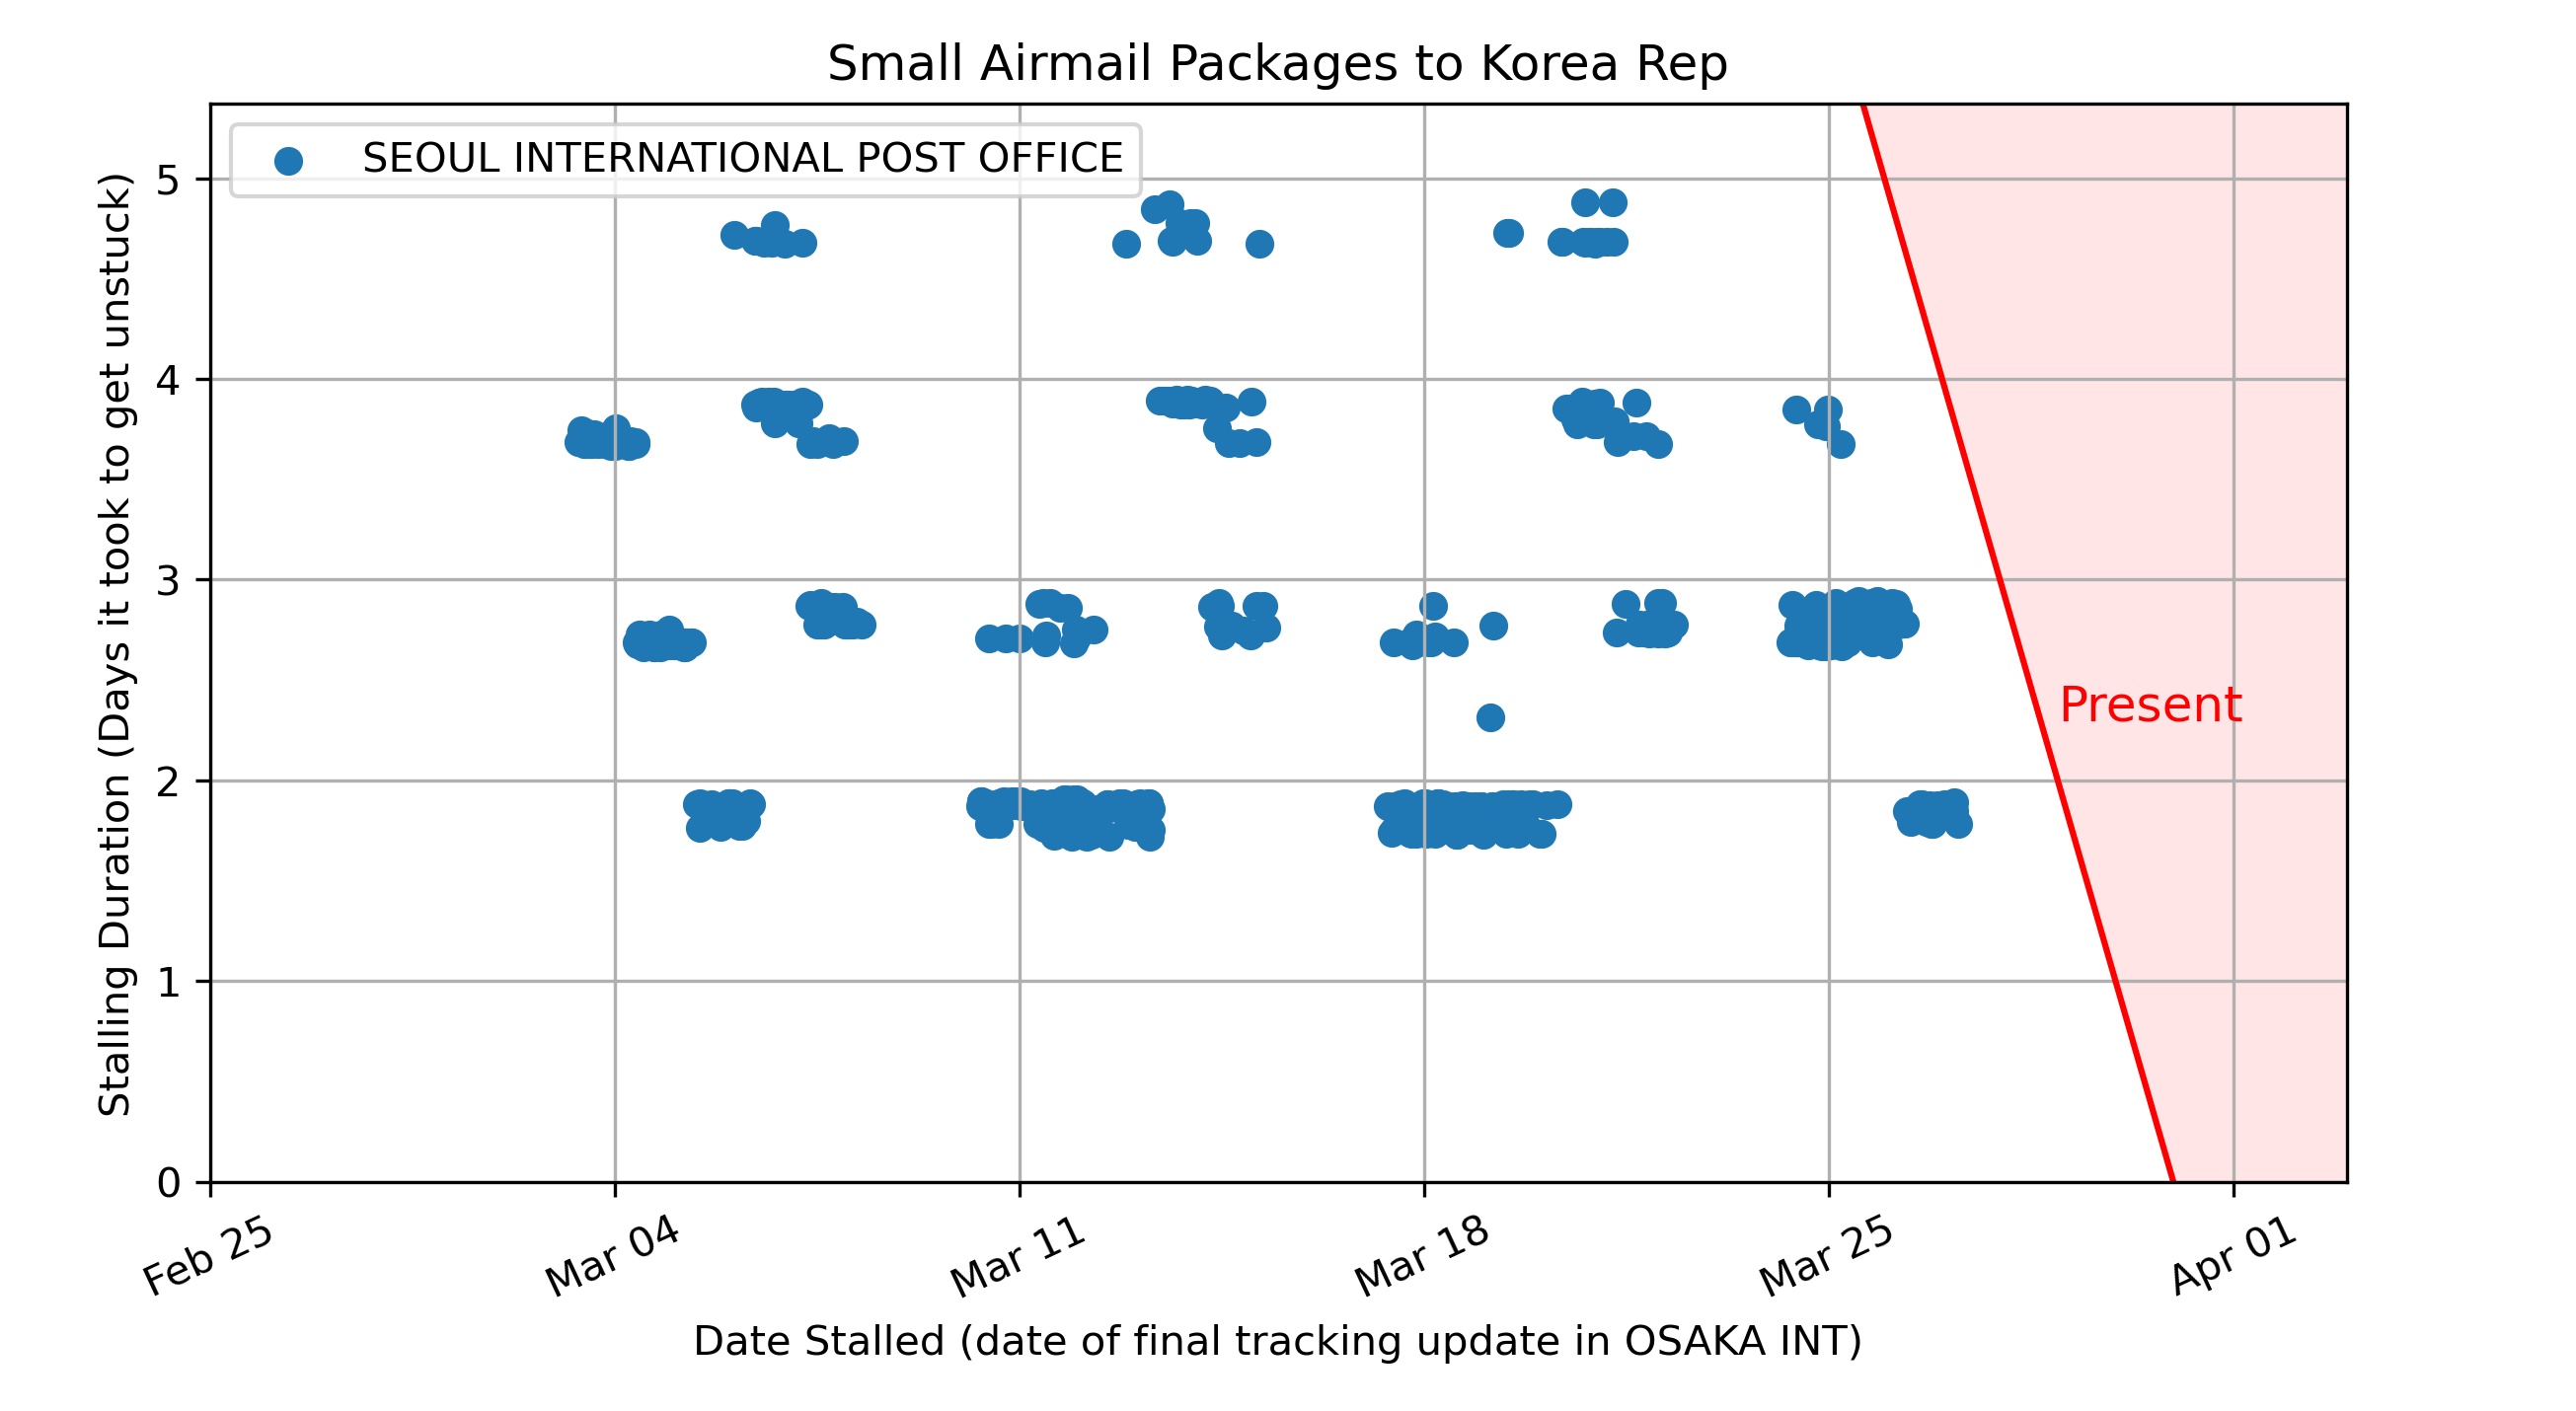 Small Airmail Packages to Korea Rep
SEOUL INTERNATIONAL POST OFFICE
Stalling Duration (Days it took to get unstuck)
5
4
3
2
1
0
Present
Feb 25
Mar 04
Mar 11
Mar 18
Mar 25
Apr 01
Date Stalled (date of final tracking update in OSAKA INT)